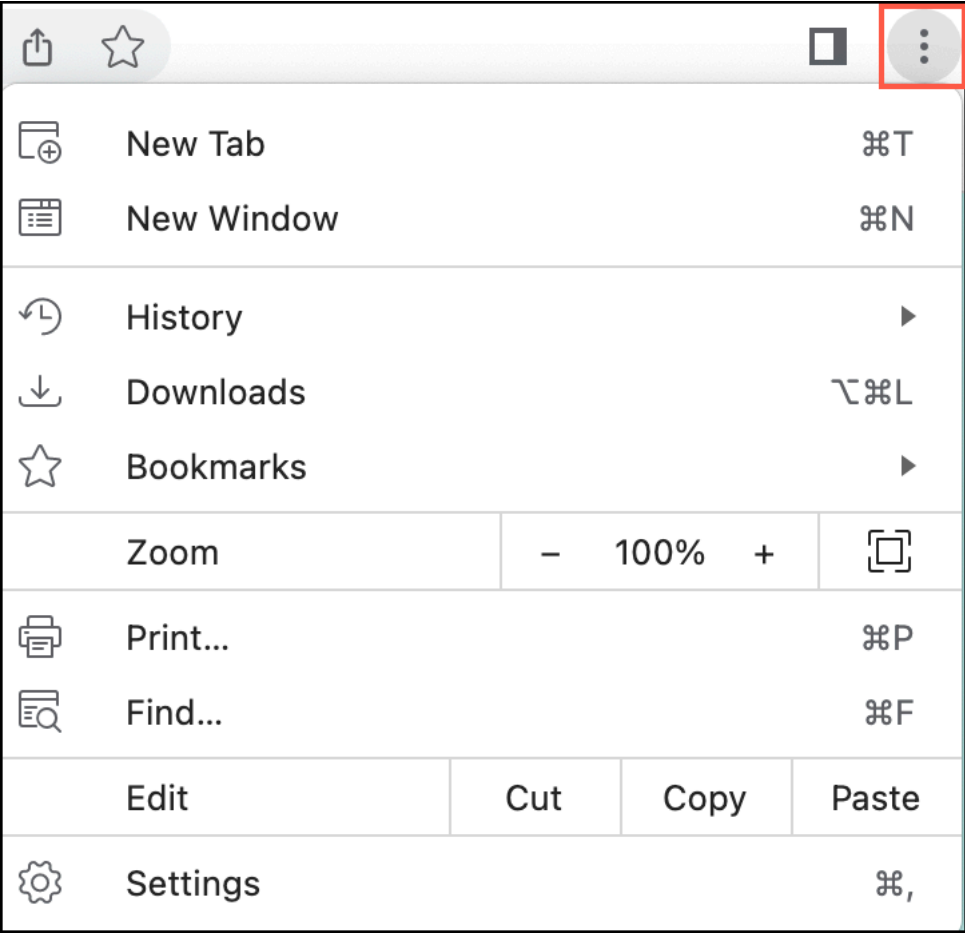 New Tab ⌘T
New Window ⌘N
History
Downloads ⌥⌘L
Bookmarks
Zoom − 100% +
Print... ⌘P
Find... ⌘F
Edit Cut Copy Paste
Settings ⌘,